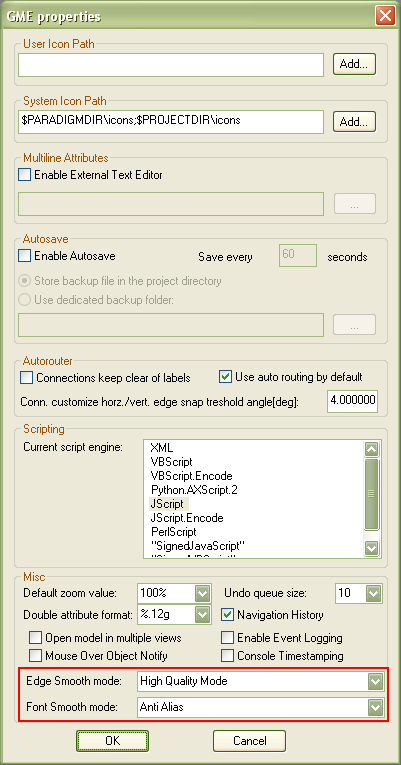 GME properties
User Icon Path
Add...
System Icon Path
$PARADIGMDIR\icons;$PROJECTDIR\icons
Add...
Multiline Attributes
Enable External Text Editor
...
Autosave
Enable Autosave
Save every
60
seconds
Store backup file in the project directory
Use dedicated backup folder:
...
Autorouter
Connections keep clear of labels
Use auto routing by default
Conn. customize horz./vert. edge snap treshold angle[deg]:
4.000000
Scripting
Current script engine:
XML
VBScript
VBScript.Encode
Python.AXScript.2
JScript
JScript.Encode
PerlScript
"SignedJavaScript"
Misc
Default zoom value:
100%
Undo queue size:
10
Double attribute format:
%.12g
Navigation History
Open model in multiple views
Enable Event Logging
Mouse Over Object Notify
Console Timestamping
Edge Smooth mode:
High Quality Mode
Font Smooth mode:
Anti Alias
OK
Cancel